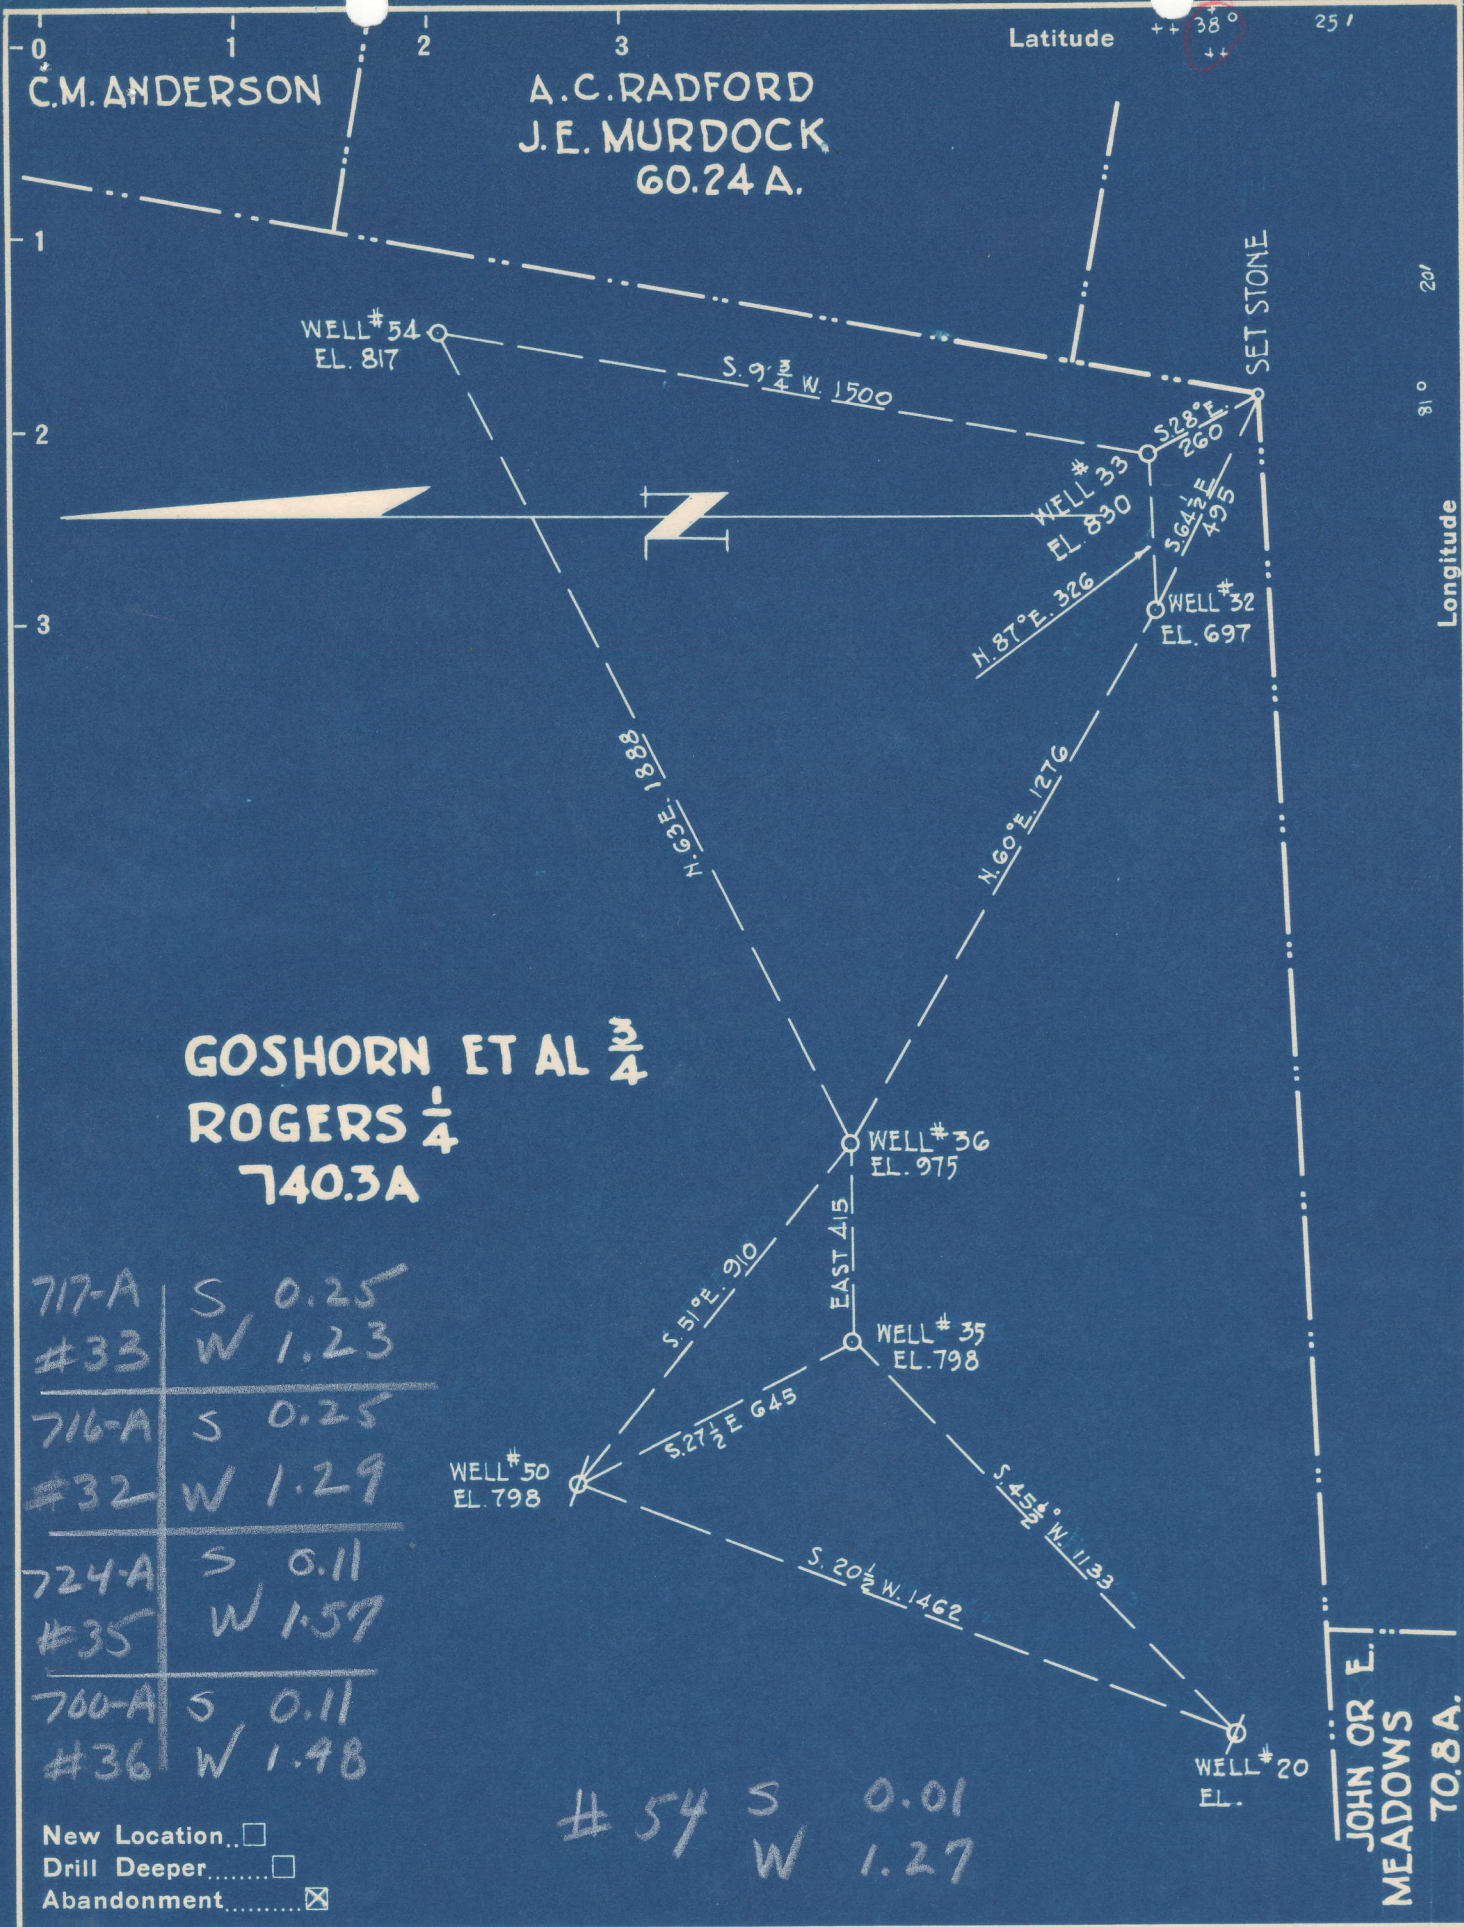 0 1 2 3
Latitude 38° 25'
C.M. ANDERSON
A.C. RADFORD
J.E. MURDOCK
60.24 A.
1
2
3
SET STONE
20'
81°
Longitude
WELL #54
EL. 817
S. 9 3/4 W. 1500
S.28°E.
260
WELL # 33
EL. 830
S.64 1/2 E
495
N
N. 87° E. 326
WELL #32
EL. 697
N.63E. 1888
N.60°E. 1276
GOSHORN ET AL 3/4
ROGERS 1/4
740.3A
WELL #36
EL. 975
EAST 415
S. 51°E. 910
WELL # 35
EL. 798
S.27 1/2 E 645
WELL #50
EL. 798
S. 45 1/2° W. 1133
S. 20 1/2 W. 1462
WELL #20
EL.
JOHN OR E.
MEADOWS
70.8A.
717-A S 0.25
#33 W 1.23
716-A S 0.25
#32 W 1.29
724-A S 0.11
#35 W 1.57
700-A S 0.11
#36 W 1.48
#54 S 0.01
W 1.27
New Location..☐
Drill Deeper........☐
Abandonment..........☒